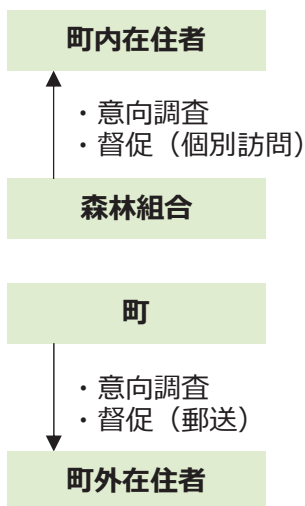 町内在住者
・意向調査
・督促（個別訪問）
森林組合
町
・意向調査
・督促（郵送）
町外在住者